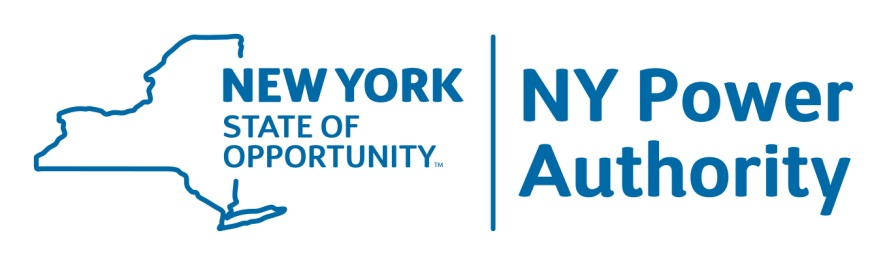 NEW YORK
STATE OF
OPPORTUNITY™
NY Power
Authority